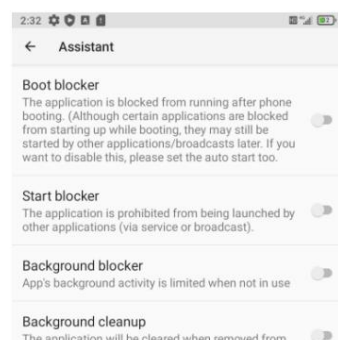 2:32
Assistant
Boot blocker
The application is blocked from running after phone
booting. (Although certain applications are blocked
from starting up while booting, they may still be
started by other applications/broadcasts later. If you
want to disable this, please set the auto start too.
Start blocker
The application is prohibited from being launched by
other applications (via service or broadcast).
Background blocker
App's background activity is limited when not in use
Background cleanup
The application will be cleared when removed from